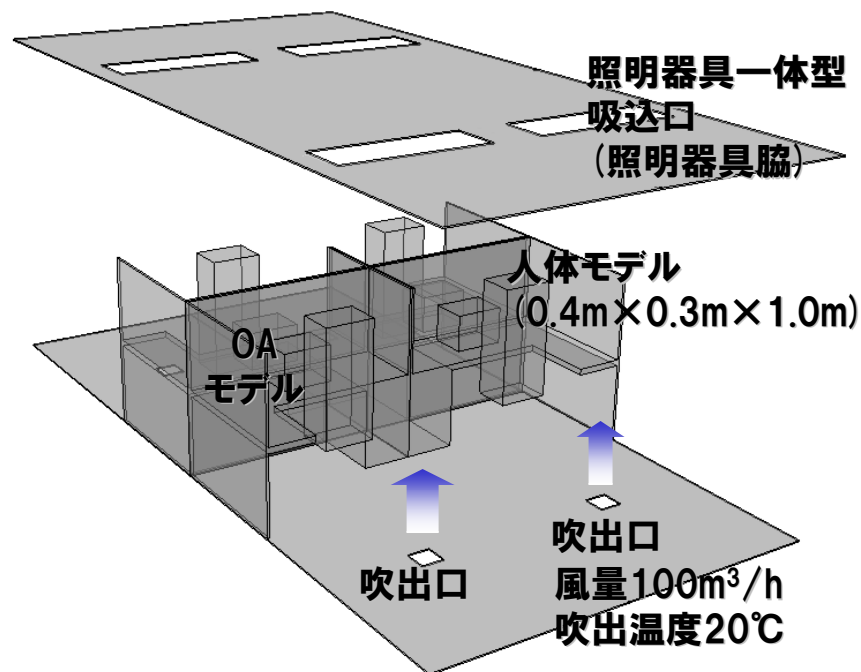 照明器具一体型
吸込口
(照明器具脇)
人体モデル
(0.4m×0.3m×1.0m)
OA
モデル
吹出口
吹出口
風量100m³/h
吹出温度20℃